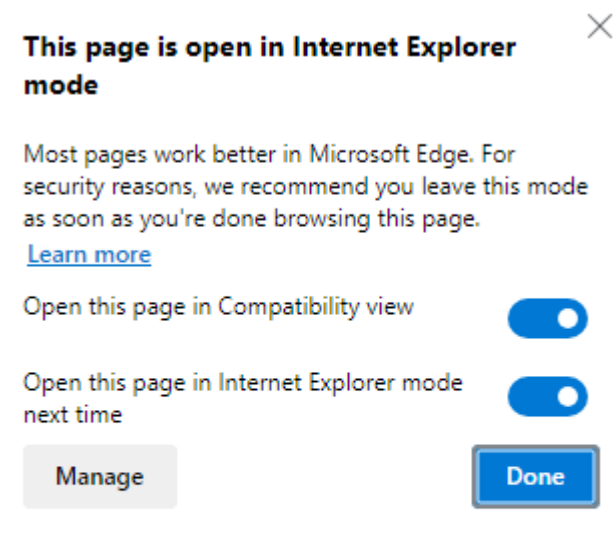 This page is open in Internet Explorer
mode
Most pages work better in Microsoft Edge. For
security reasons, we recommend you leave this mode
as soon as you're done browsing this page.
Learn more
Open this page in Compatibility view
Open this page in Internet Explorer mode
next time
Manage
Done